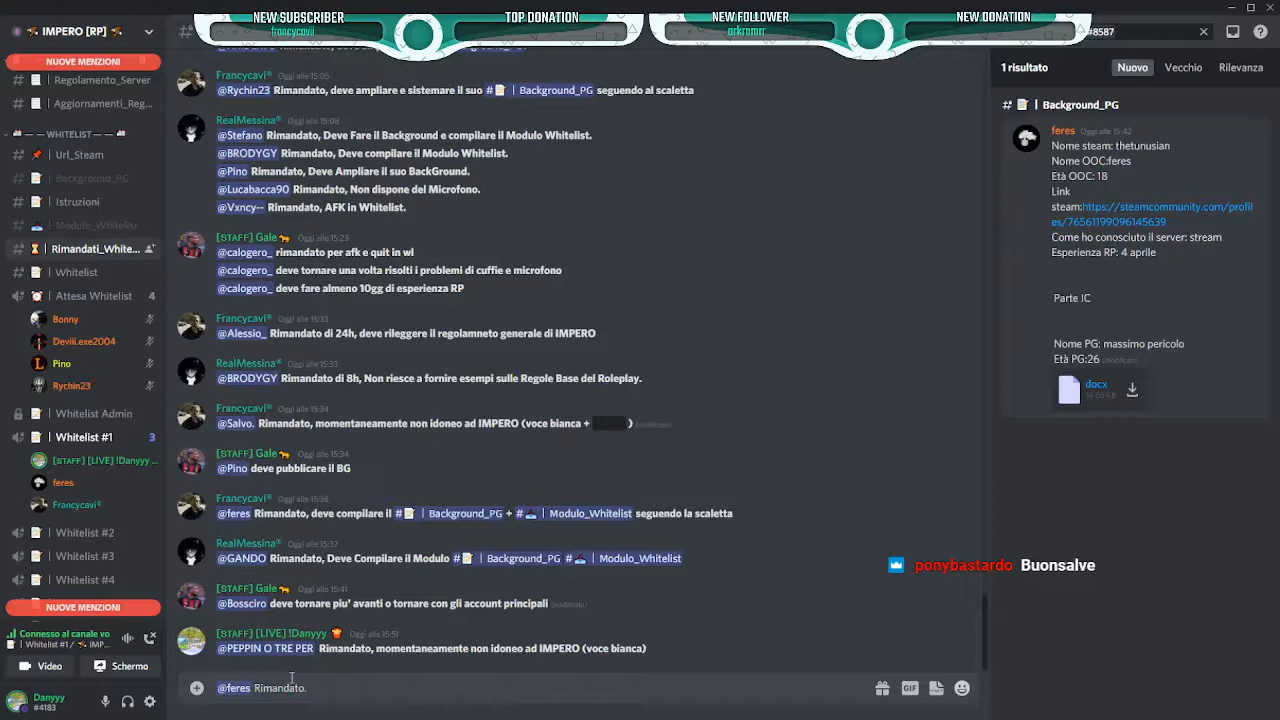 NEW SUBSCRIBER
francycavii
TOP DONATION
NEW FOLLOWER
arkromrr
NEW DONATION
IMPERO [RP]
#8587
NUOVE MENZIONI
Regolamento_Server
Aggiornamenti_Reg...
— — — WHITELIST — —
Url_Steam
Background_PG
Istruzioni
Modulo_Whitelist
Rimandati_White...
Whitelist
Attesa Whitelist 4
Bonny
Deviil.exe2004
Pino
Rychin23
Whitelist Admin
Whitelist #1 3
[STAFF] [LIVE] !Danyyy ...
feres
Francycavi®
Whitelist #2
Whitelist #3
Whitelist #4
NUOVE MENZIONI
Connesso al canale vo
| Whitelist #1 / IMP...
Video
Schermo
Danyyy
#4183
Francycavi® Oggi alle 15:05
@Rychin23 Rimandato, deve ampliare e sistemare il suo # | Background_PG seguendo al scaletta
RealMessina® Oggi alle 15:08
@Stefano Rimandato, Deve Fare il Background e compilare il Modulo Whitelist.
@BRODYGY Rimandato, Deve compilare il Modulo Whitelist.
@Pino Rimandato, Deve Ampliare il suo BackGround.
@Lucabacca90 Rimandato, Non dispone del Microfono.
@Vxncy-- Rimandato, AFK in Whitelist.
[STAFF] Gale Oggi alle 15:23
@calogero_ rimandato per afk e quit in wl
@calogero_ deve tornare una volta risolti i problemi di cuffie e microfono
@calogero_ deve fare almeno 10gg di esperienza RP
Francycavi® Oggi alle 15:33
@Alessio_ Rimandato di 24h, deve rileggere il regolamneto generale di IMPERO
RealMessina® Oggi alle 15:33
@BRODYGY Rimandato di 8h, Non riesce a fornire esempi sulle Regole Base del Roleplay.
Francycavi® Oggi alle 15:34
@Salvo. Rimandato, momentaneamente non idoneo ad IMPERO (voce bianca + ) (modificato)
[STAFF] Gale Oggi alle 15:34
@Pino deve pubblicare il BG
Francycavi® Oggi alle 15:36
@feres Rimandato, deve compilare il # | Background_PG + # | Modulo_Whitelist seguendo la scaletta
RealMessina® Oggi alle 15:37
@GANDO Rimandato, Deve Compilare il Modulo # | Background_PG # | Modulo_Whitelist
[STAFF] Gale Oggi alle 15:41
@Bossciro deve tornare piu' avanti o tornare con gli account principali (modificato)
[STAFF] [LIVE] !Danyyy Oggi alle 15:51
@PEPPIN O TRE PER Rimandato, momentaneamente non idoneo ad IMPERO (voce bianca)
@feres Rimandato.
GIF
1 risultato
Nuovo
Vecchio
Rilevanza
# | Background_PG
feres Oggi alle 15:42
Nome steam: thetunusian
Nome OOC:feres
Età OOC: 18
Link
steam:https://steamcommunity.com/profil
es/76561199096145639
Come ho conosciuto il server: stream
Esperienza RP: 4 aprile
Parte IC
Nome PG: massimo pericolo
Età PG:26 (modificato)
docx
ponybastardo Buonsalve